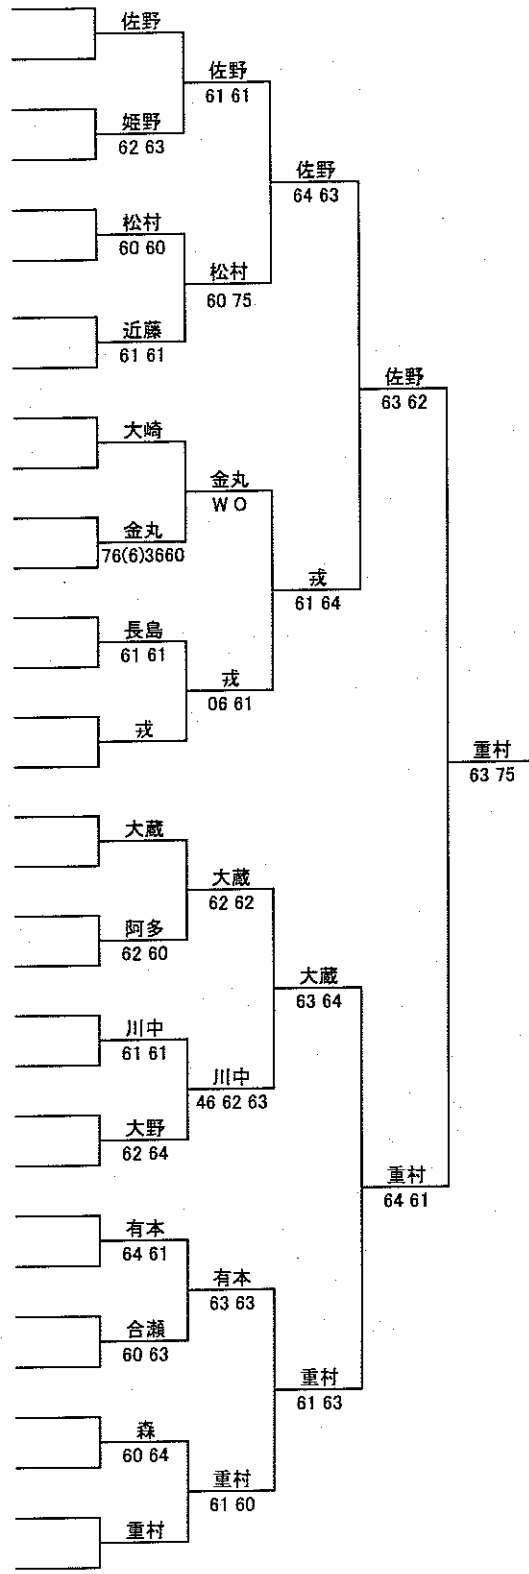 佐野
佐野
61 61
姫野
62 63
佐野
64 63
松村
60 60
松村
60 75
近藤
61 61
佐野
63 62
大崎
金丸
W O
金丸
76(6)3660
戎
61 64
長島
61 61
戎
06 61
戎
重村
63 75
大蔵
大蔵
62 62
阿多
62 60
大蔵
63 64
川中
61 61
川中
46 62 63
大野
62 64
重村
64 61
有本
64 61
有本
63 63
合瀬
60 63
重村
61 63
森
60 64
重村
61 60
重村